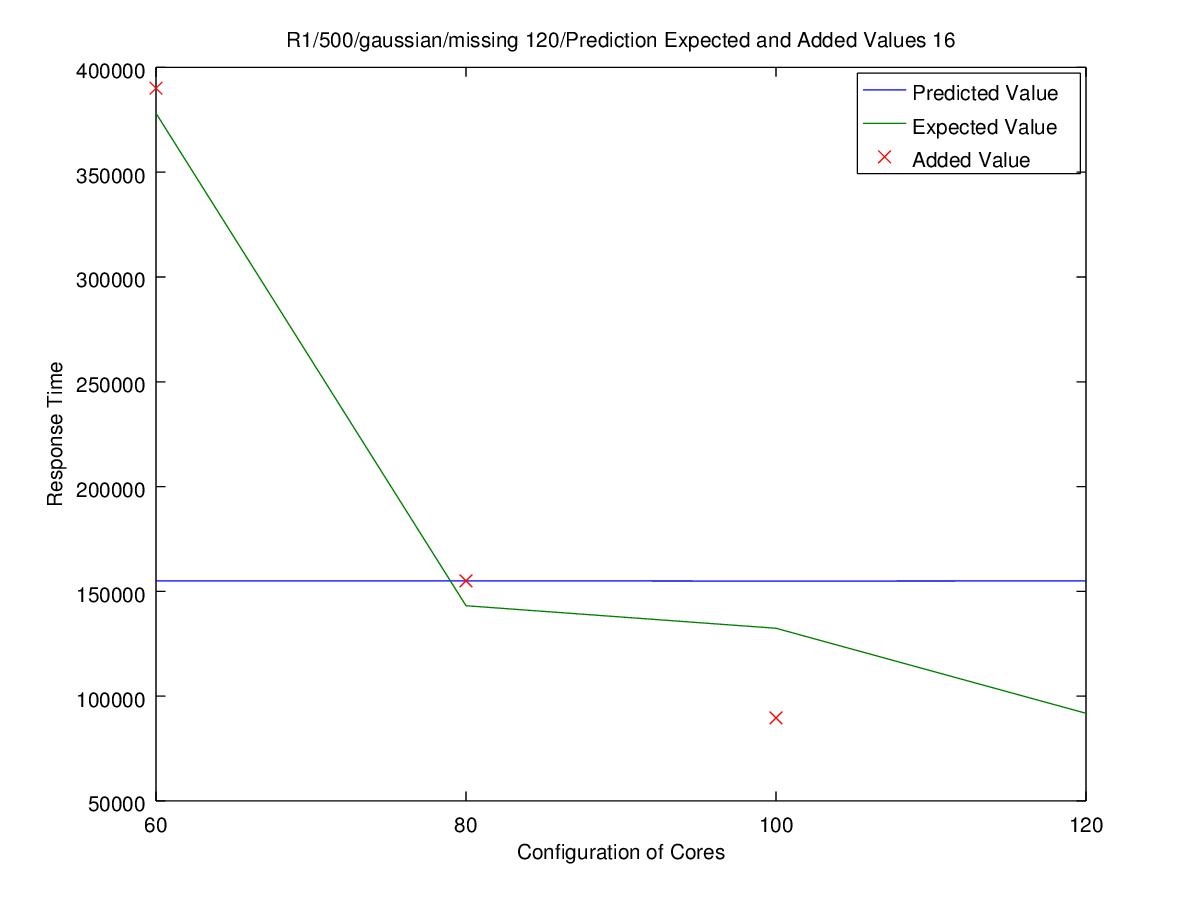 R1/500/gaussian/missing 120/Prediction Expected and Added Values 16
400000
350000
300000
250000
200000
150000
100000
50000
Response Time
Predicted Value
Expected Value
Added Value
60 80 100 120
Configuration of Cores